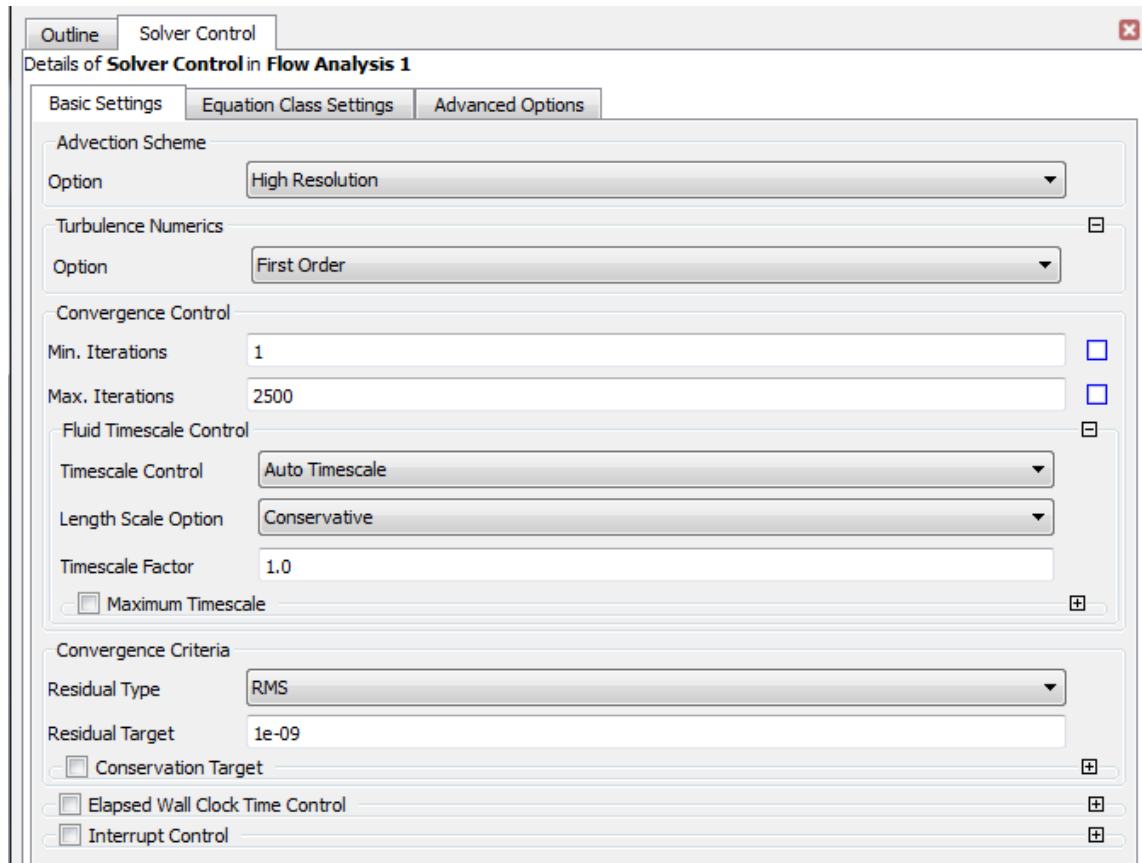 Outline Solver Control
Details of Solver Control in Flow Analysis 1
Basic Settings Equation Class Settings Advanced Options
Advection Scheme
Option High Resolution
Turbulence Numerics
Option First Order
Convergence Control
Min. Iterations 1
Max. Iterations 2500
Fluid Timescale Control
Timescale Control Auto Timescale
Length Scale Option Conservative
Timescale Factor 1.0
Maximum Timescale
Convergence Criteria
Residual Type RMS
Residual Target 1e-09
Conservation Target
Elapsed Wall Clock Time Control
Interrupt Control